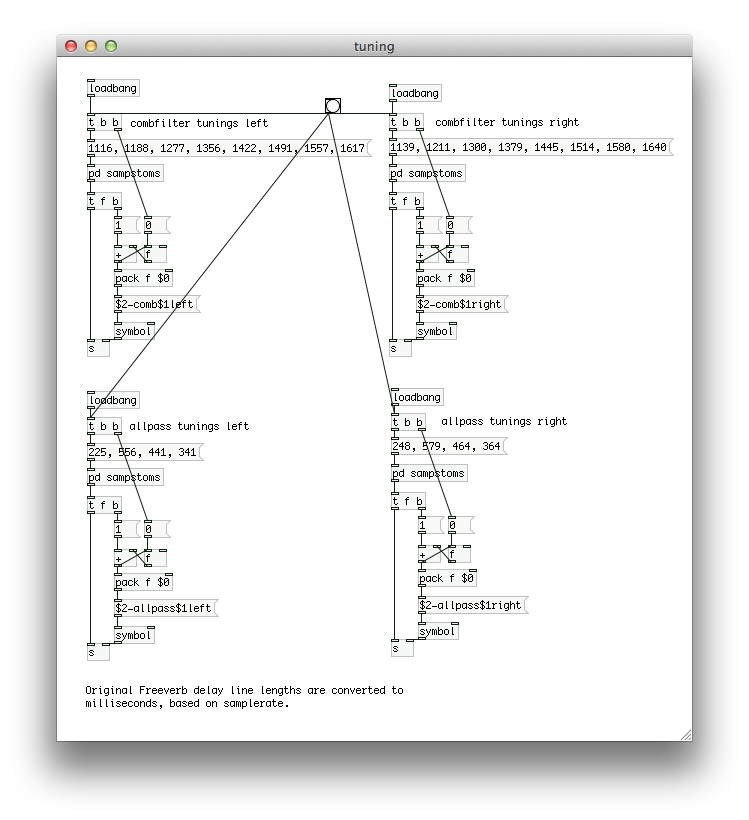 tuning
loadbang
t b b
combfilter tunings left
1116, 1188, 1277, 1356, 1422, 1491, 1557, 1617
pd sampstoms
t f b
1
0
+
f
pack f $0
$2-comb$1left
symbol
s
loadbang
t b b
combfilter tunings right
1139, 1211, 1300, 1379, 1445, 1514, 1580, 1640
pd sampstoms
t f b
1
0
+
f
pack f $0
$2-comb$1right
symbol
s
loadbang
t b b
allpass tunings left
225, 556, 441, 341
pd sampstoms
t f b
1
0
+
f
pack f $0
$2-allpass$1left
symbol
s
loadbang
t b b
allpass tunings right
248, 579, 464, 364
pd sampstoms
t f b
1
0
+
f
pack f $0
$2-allpass$1right
symbol
s
Original Freeverb delay line lengths are converted to
milliseconds, based on samplerate.